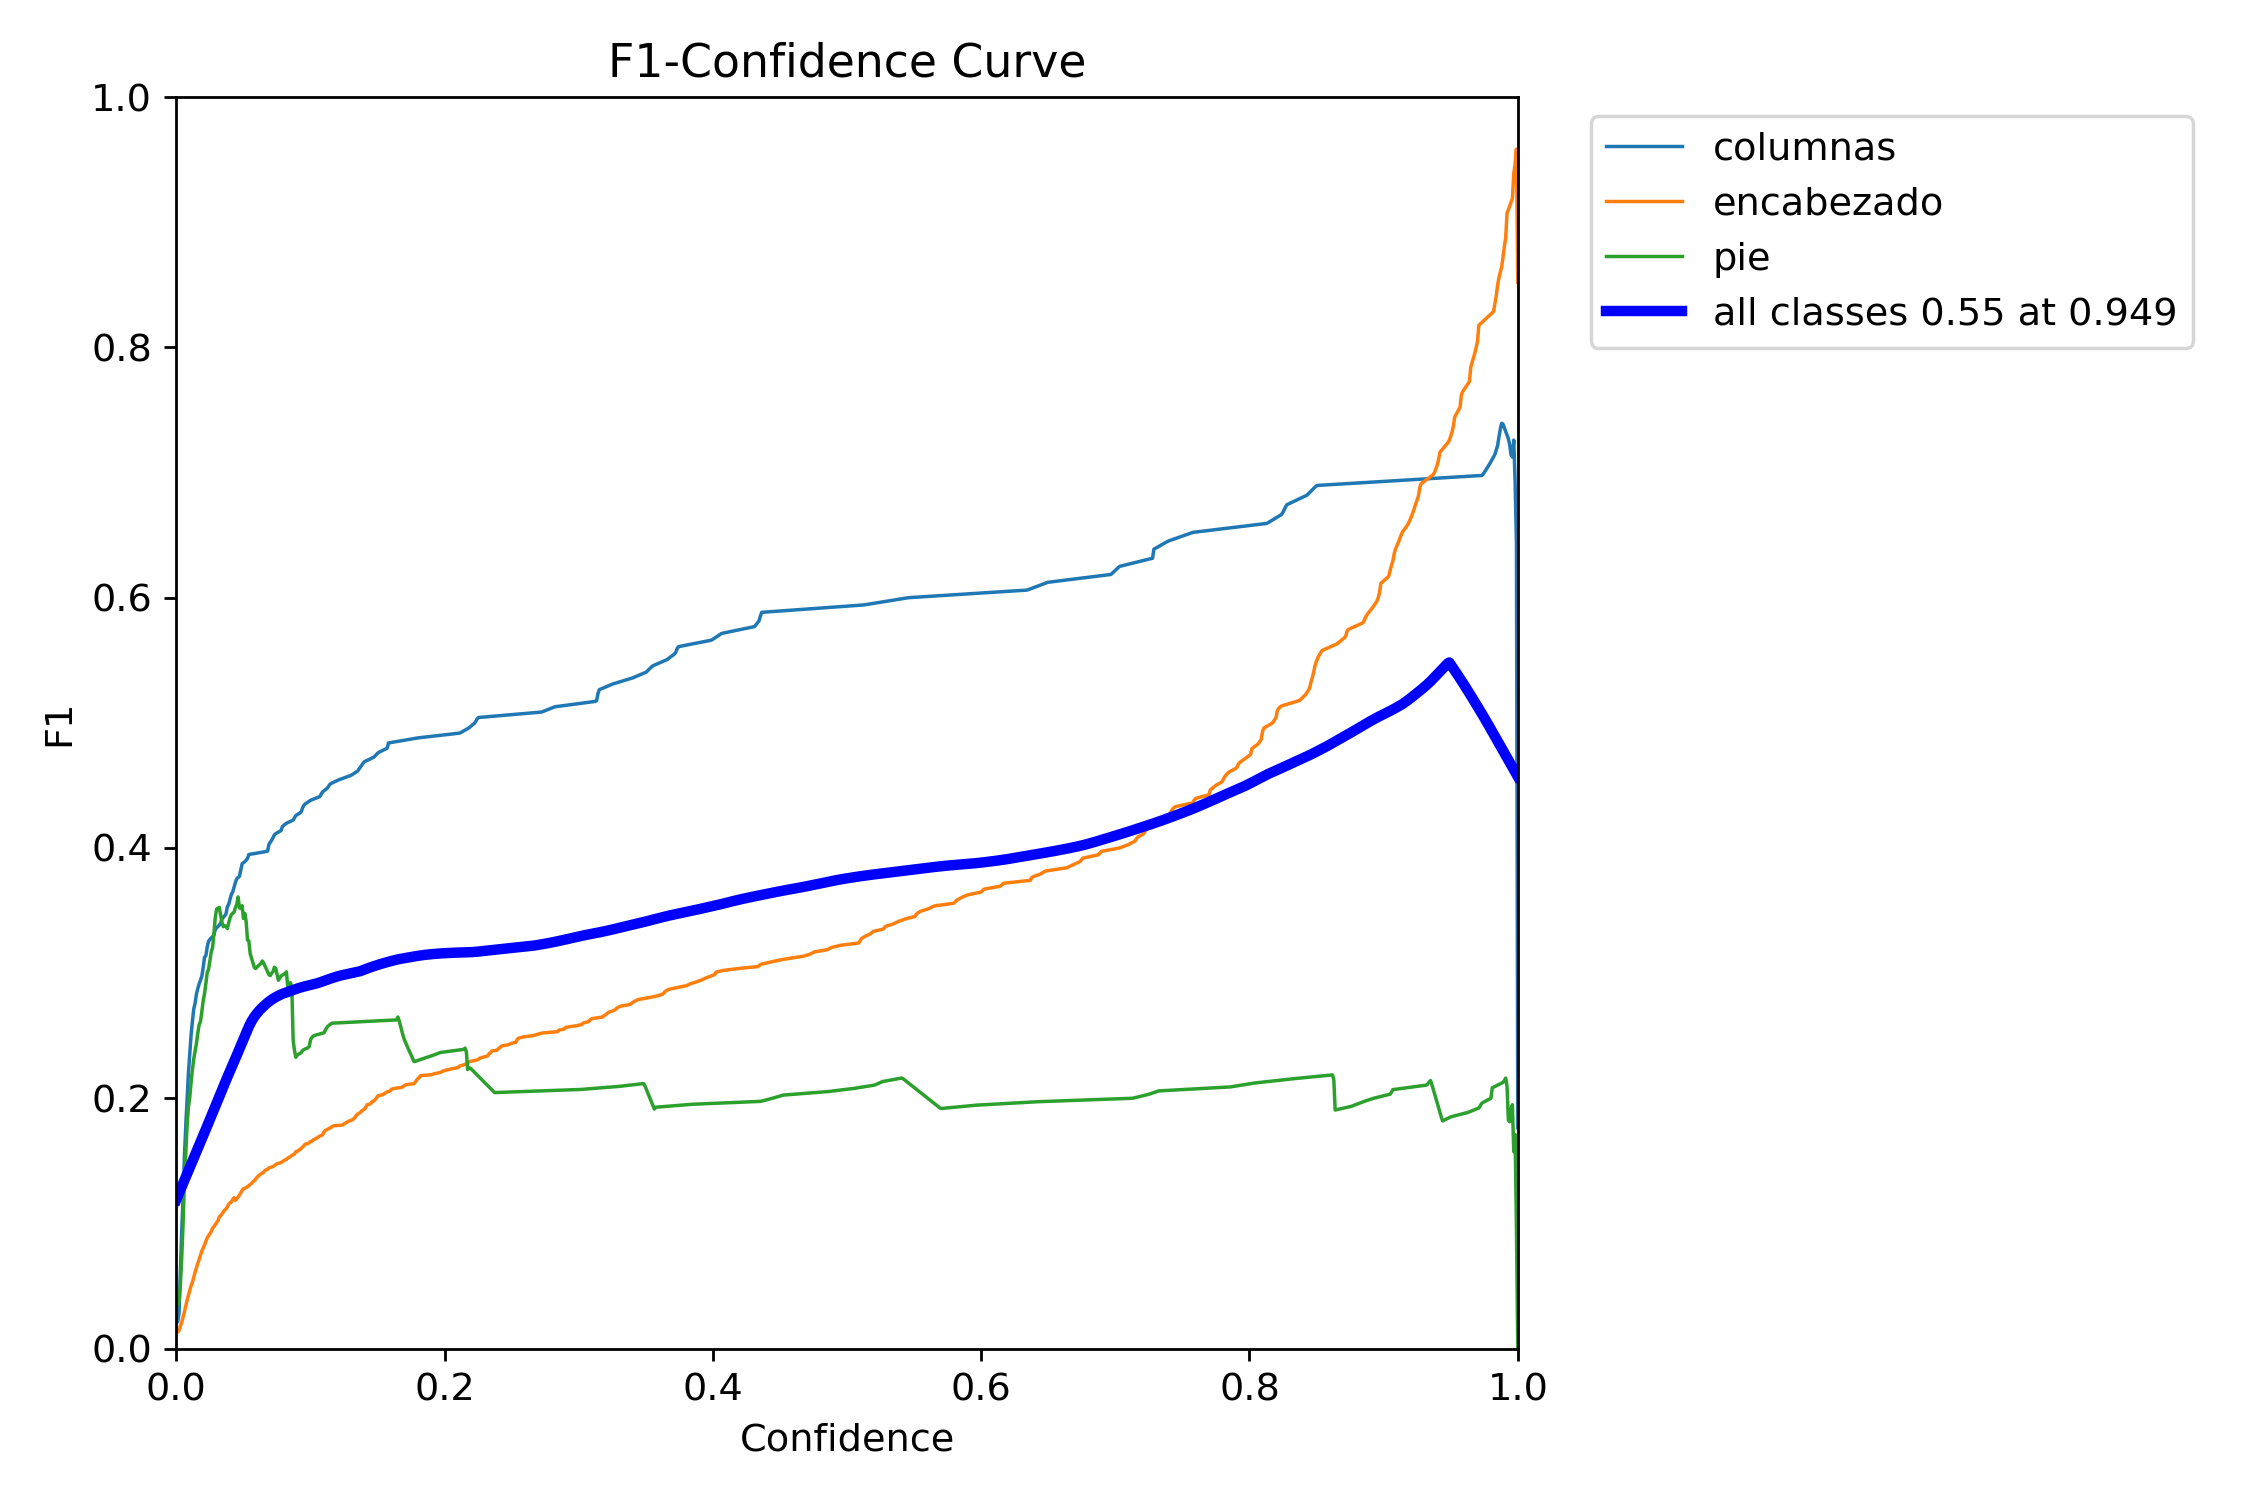 F1-Confidence Curve
1.0
0.8
0.6
0.4
0.2
0.0
F1
0.0 0.2 0.4 0.6 0.8 1.0
Confidence
columnas
encabezado
pie
all classes 0.55 at 0.949